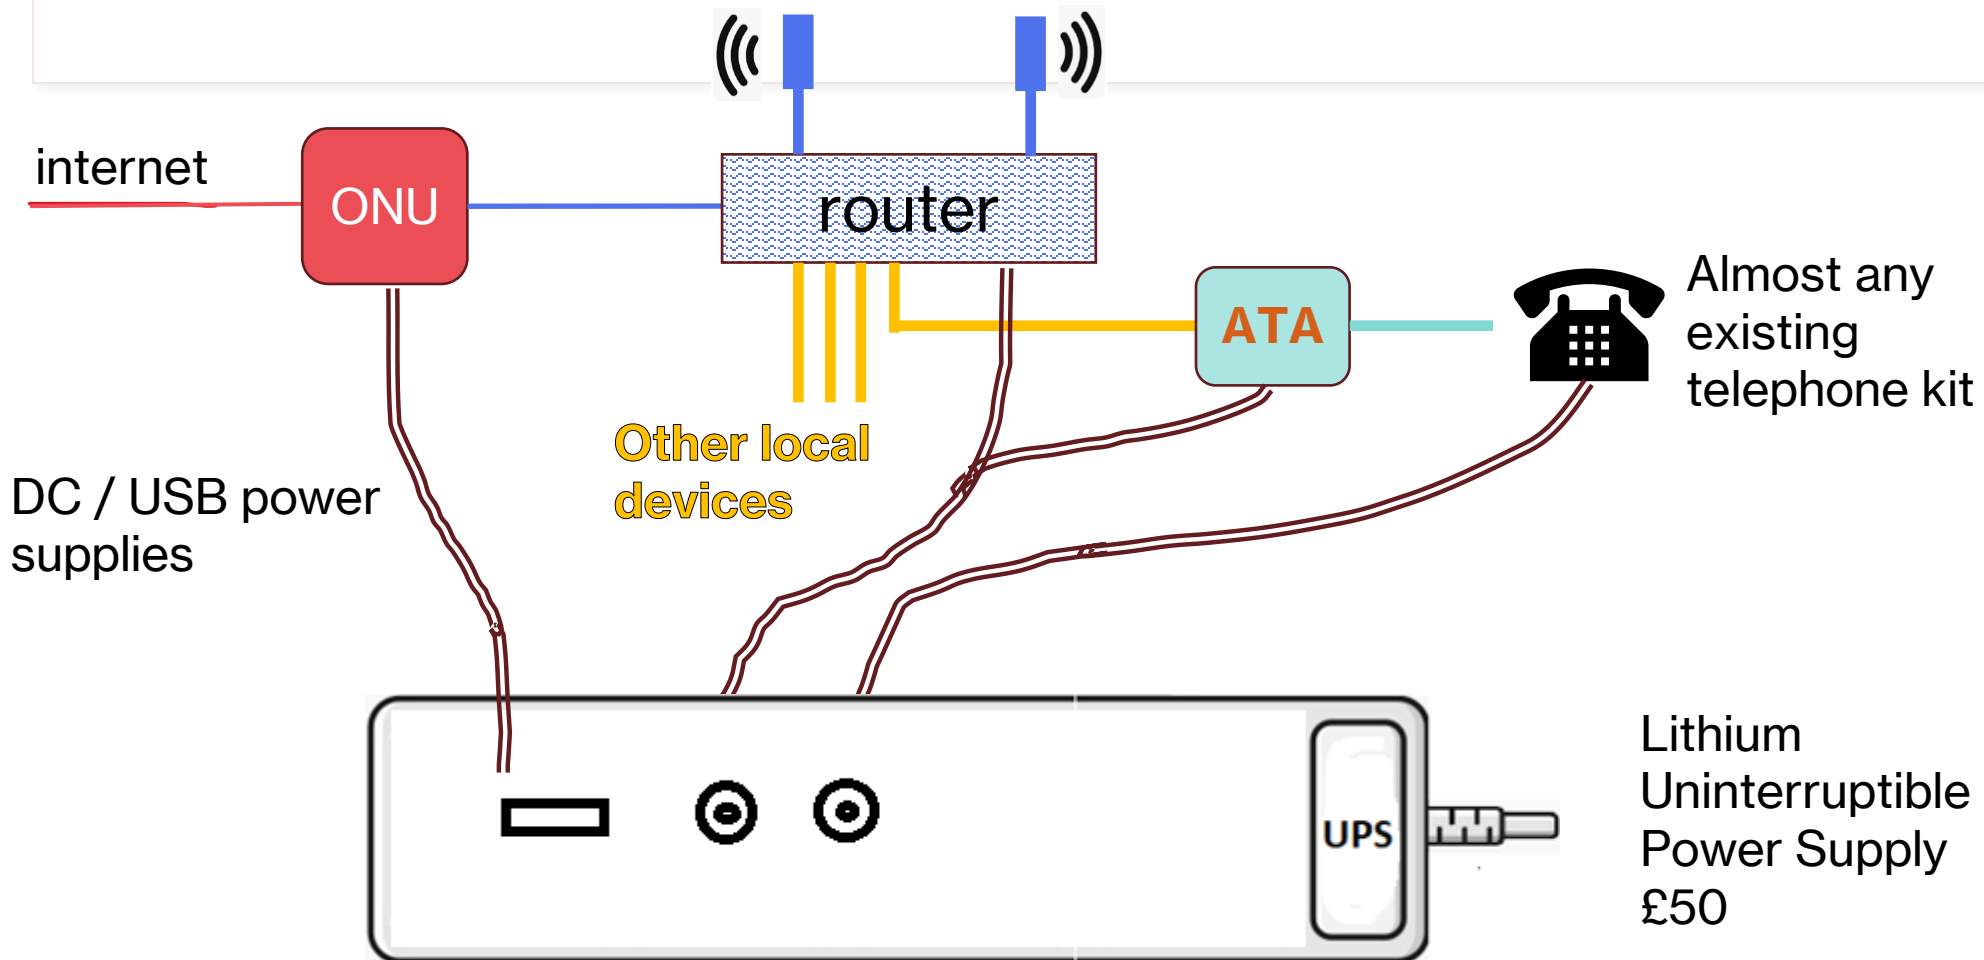 internet
ONU
router
ATA
Almost any
existing
telephone kit
Other local
devices
DC / USB power
supplies
UPS
Lithium
Uninterruptible
Power Supply
£50